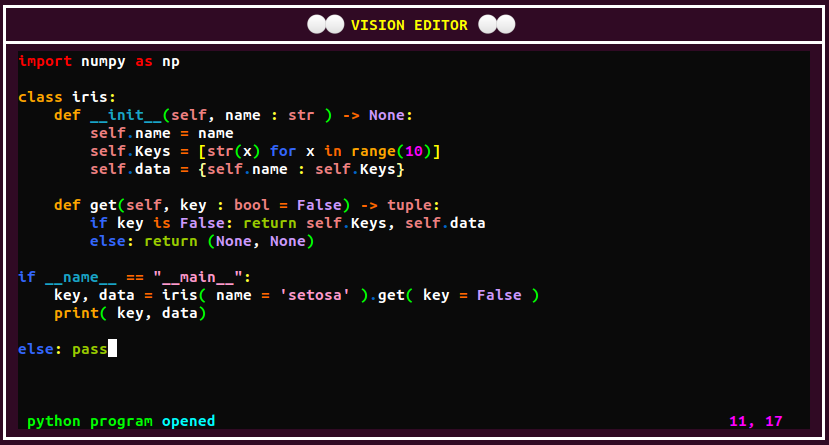 VISION EDITOR
import numpy as np
class iris:
    def __init__(self, name : str ) -> None:
        self.name = name
        self.Keys = [str(x) for x in range(10)]
        self.data = {self.name : self.Keys}
    def get(self, key : bool = False) -> tuple:
        if key is False: return self.Keys, self.data
        else: return (None, None)
if __name__ == "__main__":
    key, data = iris( name = 'setosa' ).get( key = False )
    print( key, data)
else: pass
python program opened 11, 17